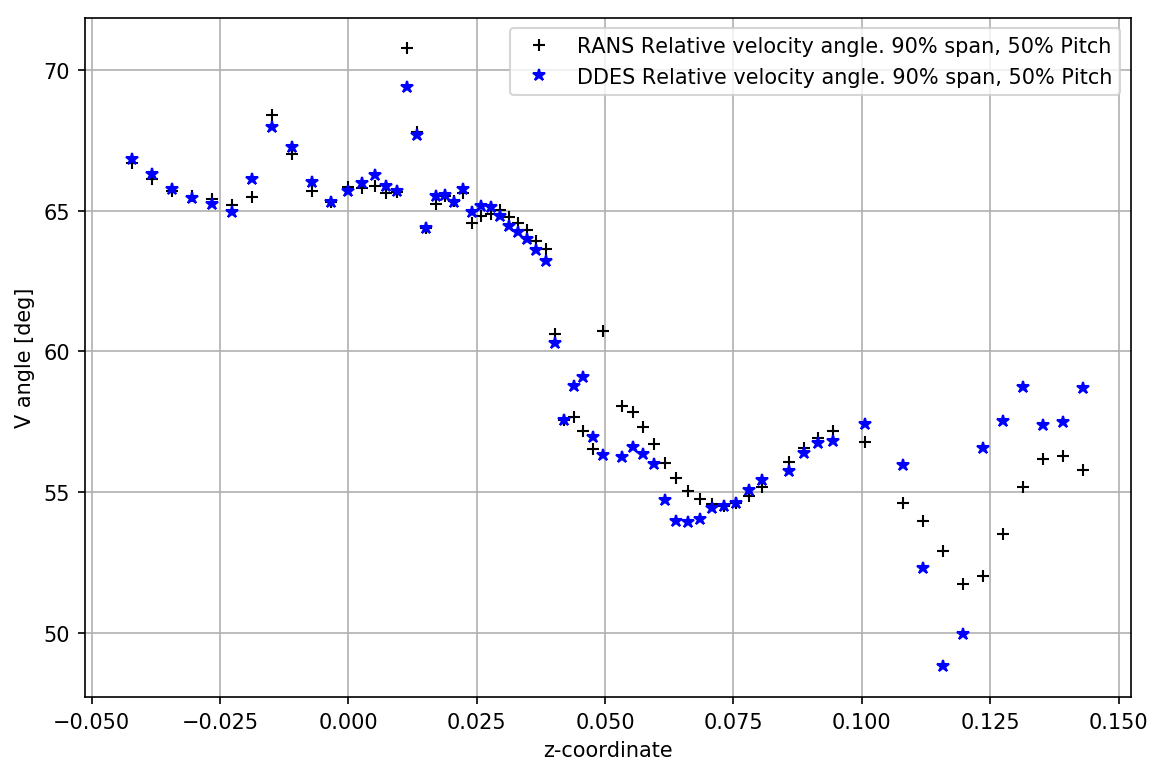 RANS Relative velocity angle. 90% span, 50% Pitch
DDES Relative velocity angle. 90% span, 50% Pitch
V angle [deg]
70
65
60
55
50
−0.050 −0.025 0.000 0.025 0.050 0.075 0.100 0.125 0.150
z-coordinate